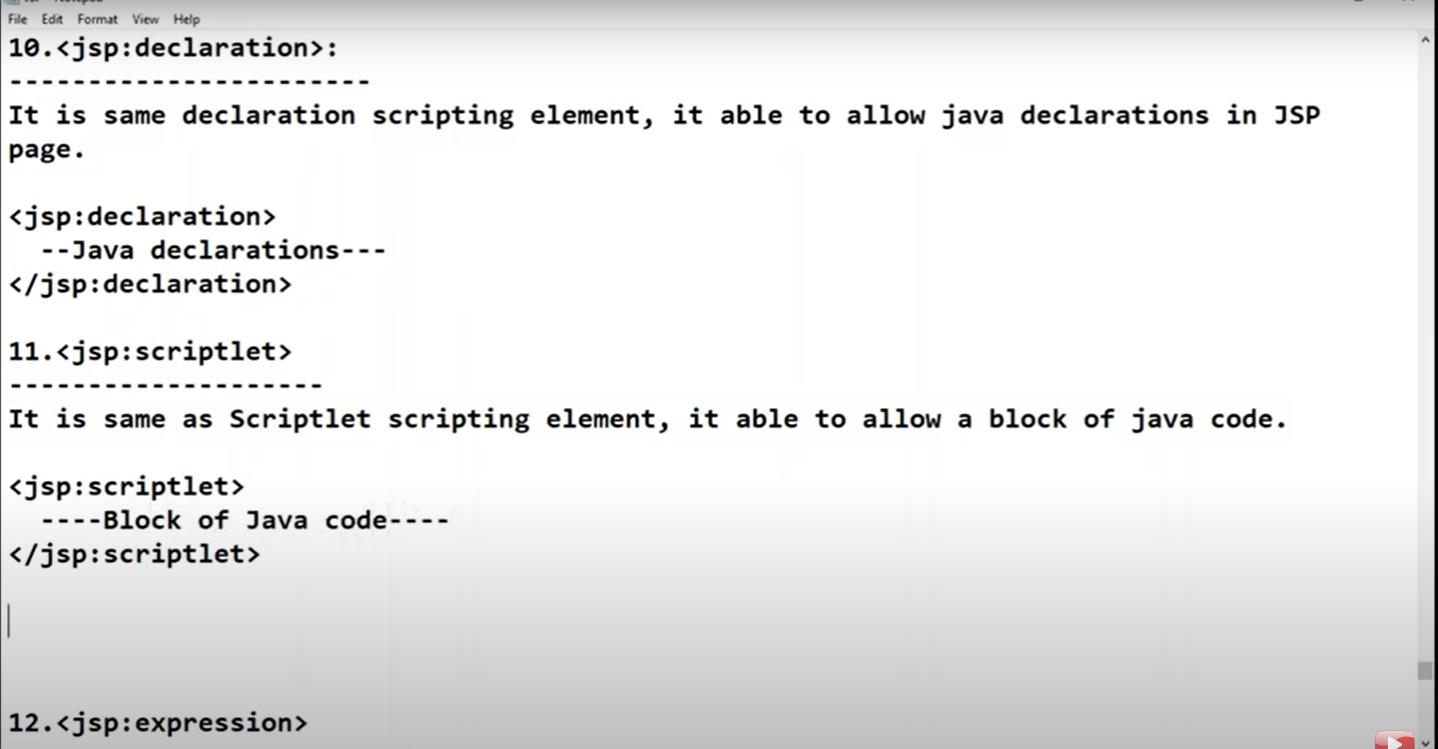 File Edit Format View Help
10.<jsp:declaration>:
-----------------------
It is same declaration scripting element, it able to allow java declarations in JSP
page.
<jsp:declaration>
  --Java declarations---
</jsp:declaration>
11.<jsp:scriptlet>
--------------------
It is same as Scriptlet scripting element, it able to allow a block of java code.
<jsp:scriptlet>
  ----Block of Java code----
</jsp:scriptlet>
12.<jsp:expression>